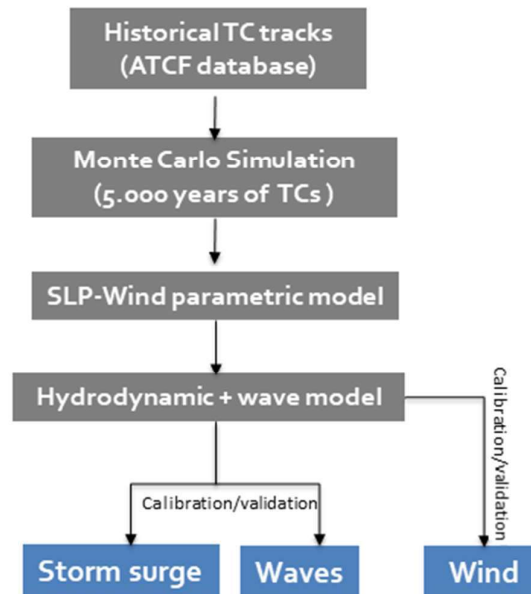 Historical TC tracks
(ATCF database)
Monte Carlo Simulation
(5.000 years of TCs )
SLP-Wind parametric model
Hydrodynamic + wave model
Calibration/validation
Calibration/validation
Storm surge
Waves
Wind